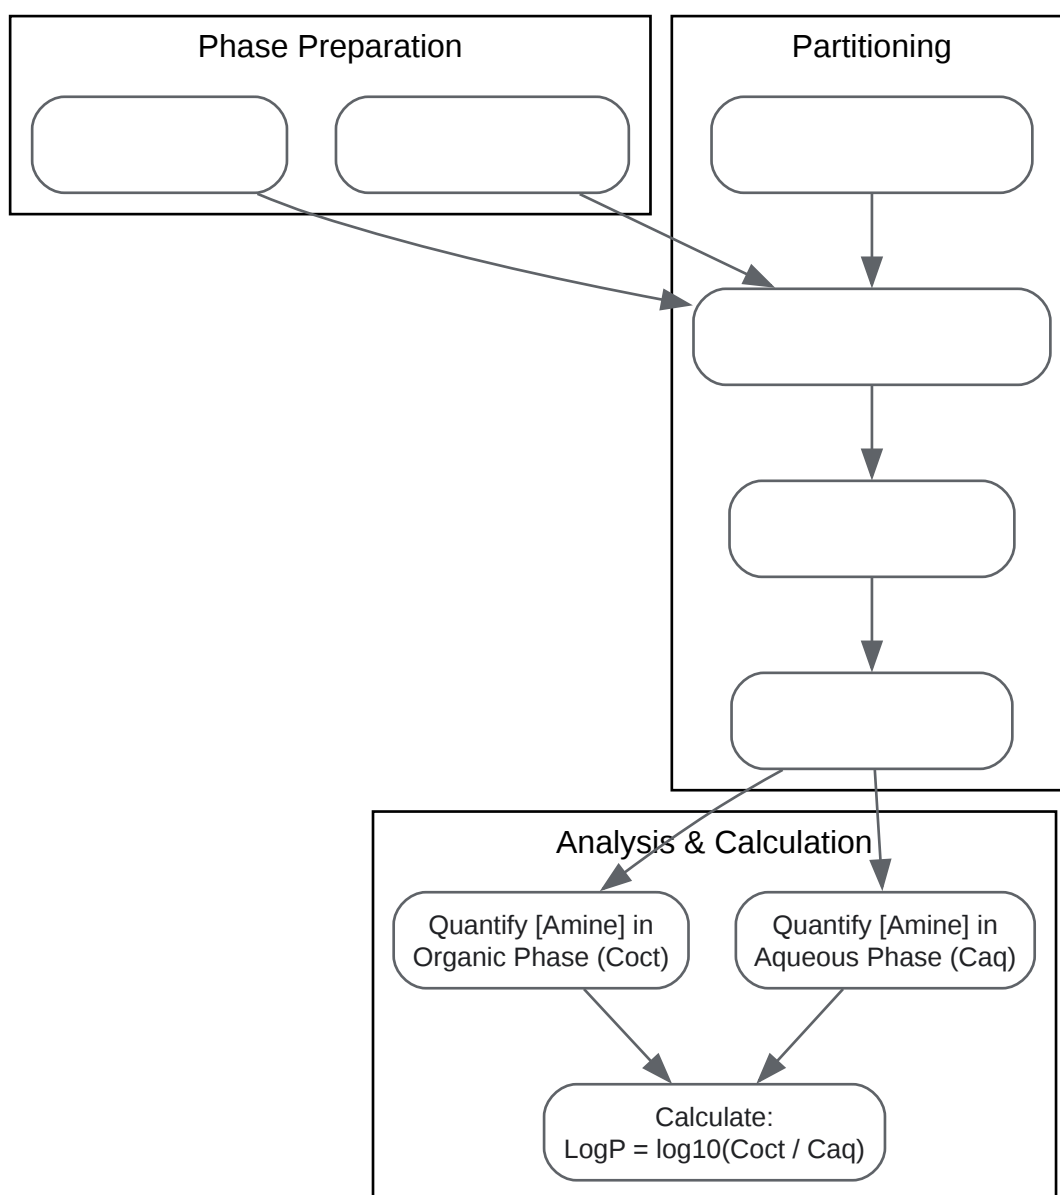 Phase Preparation
Partitioning
Analysis & Calculation
Quantify [Amine] in
Organic Phase (Coct)
Quantify [Amine] in
Aqueous Phase (Caq)
Calculate:
LogP = log10(Coct / Caq)